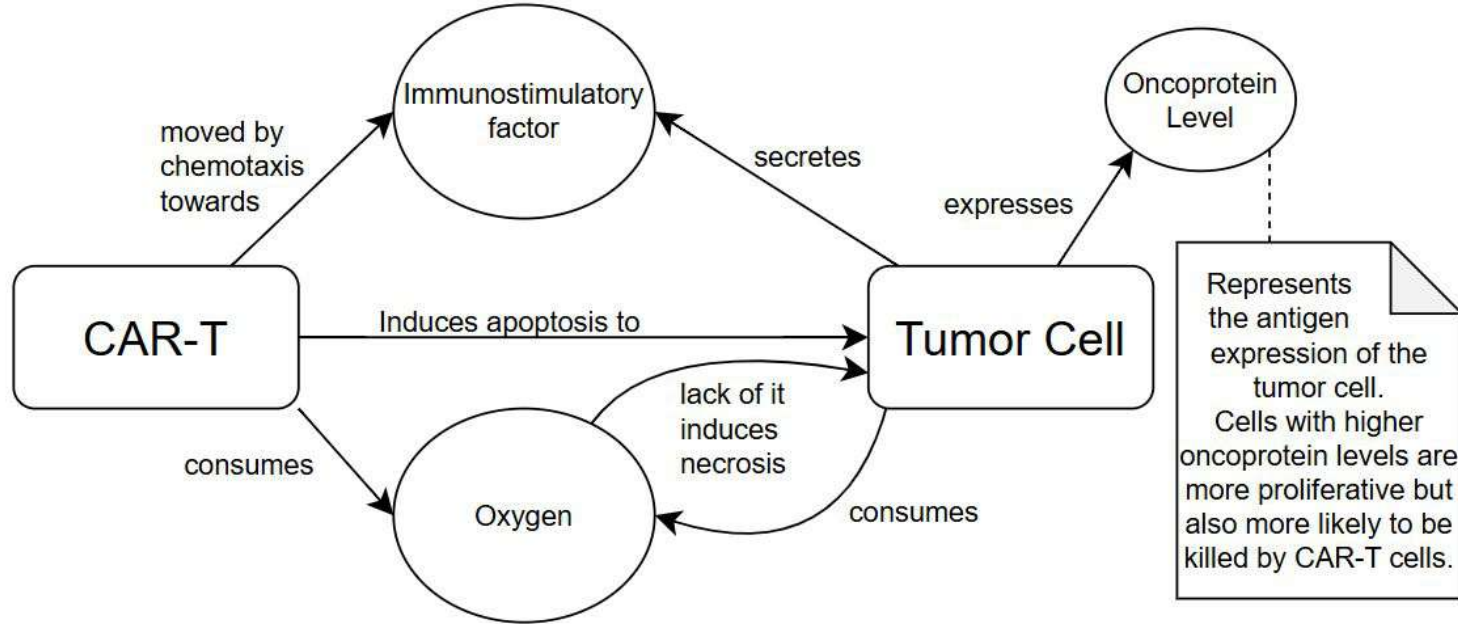 Immunostimulatory
factor
Oncoprotein
Level
moved by
chemotaxis
towards
secretes
expresses
CAR-T
Induces apoptosis to
Tumor Cell
Represents
the antigen
expression of the
tumor cell.
Cells with higher
oncoprotein levels are
more proliferative but
also more likely to be
killed by CAR-T cells.
lack of it
induces
necrosis
consumes
Oxygen
consumes